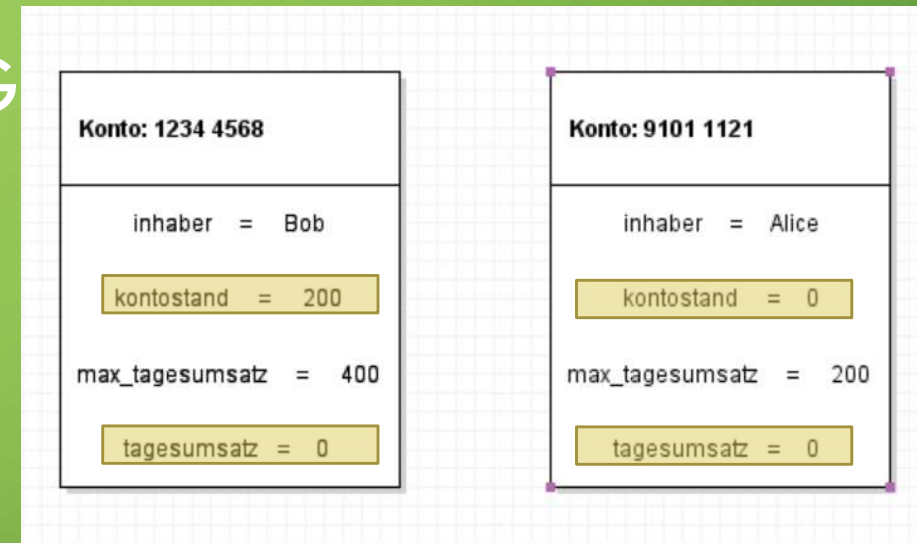 G
Konto: 1234 4568
inhaber = Bob
kontostand = 200
max_tagesumsatz = 400
tagesumsatz = 0
Konto: 9101 1121
inhaber = Alice
kontostand = 0
max_tagesumsatz = 200
tagesumsatz = 0